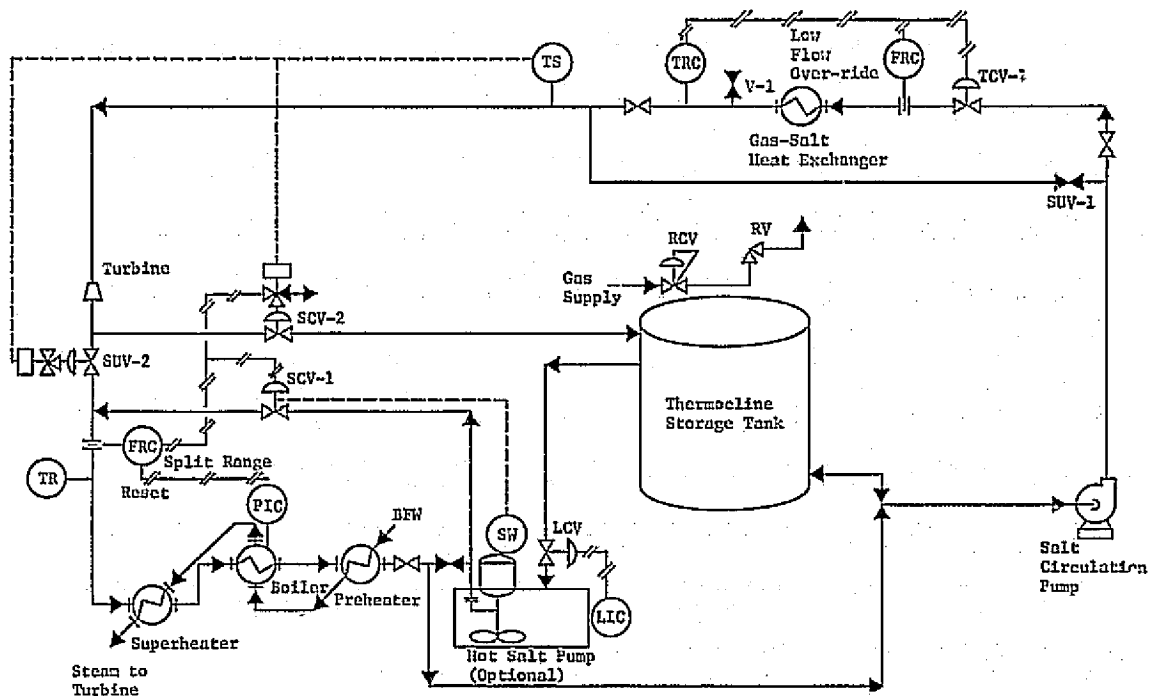 TS
TRC
Low
Flow
Over-ride
FRC
V-1
Gas-Salt
Heat Exchanger
SUV-1
Turbine
Gas
Supply
RCV
RV
SCV-2
SUV-2
SCV-1
Thermocline
Storage Tank
FRC
Split Range
Reset
TR
PIC
BFW
SW
LCV
Boiler
Preheater
LIC
Superheater
Steam to
Turbine
Hot Salt Pump
(Optional)
Salt
Circulation
Pump